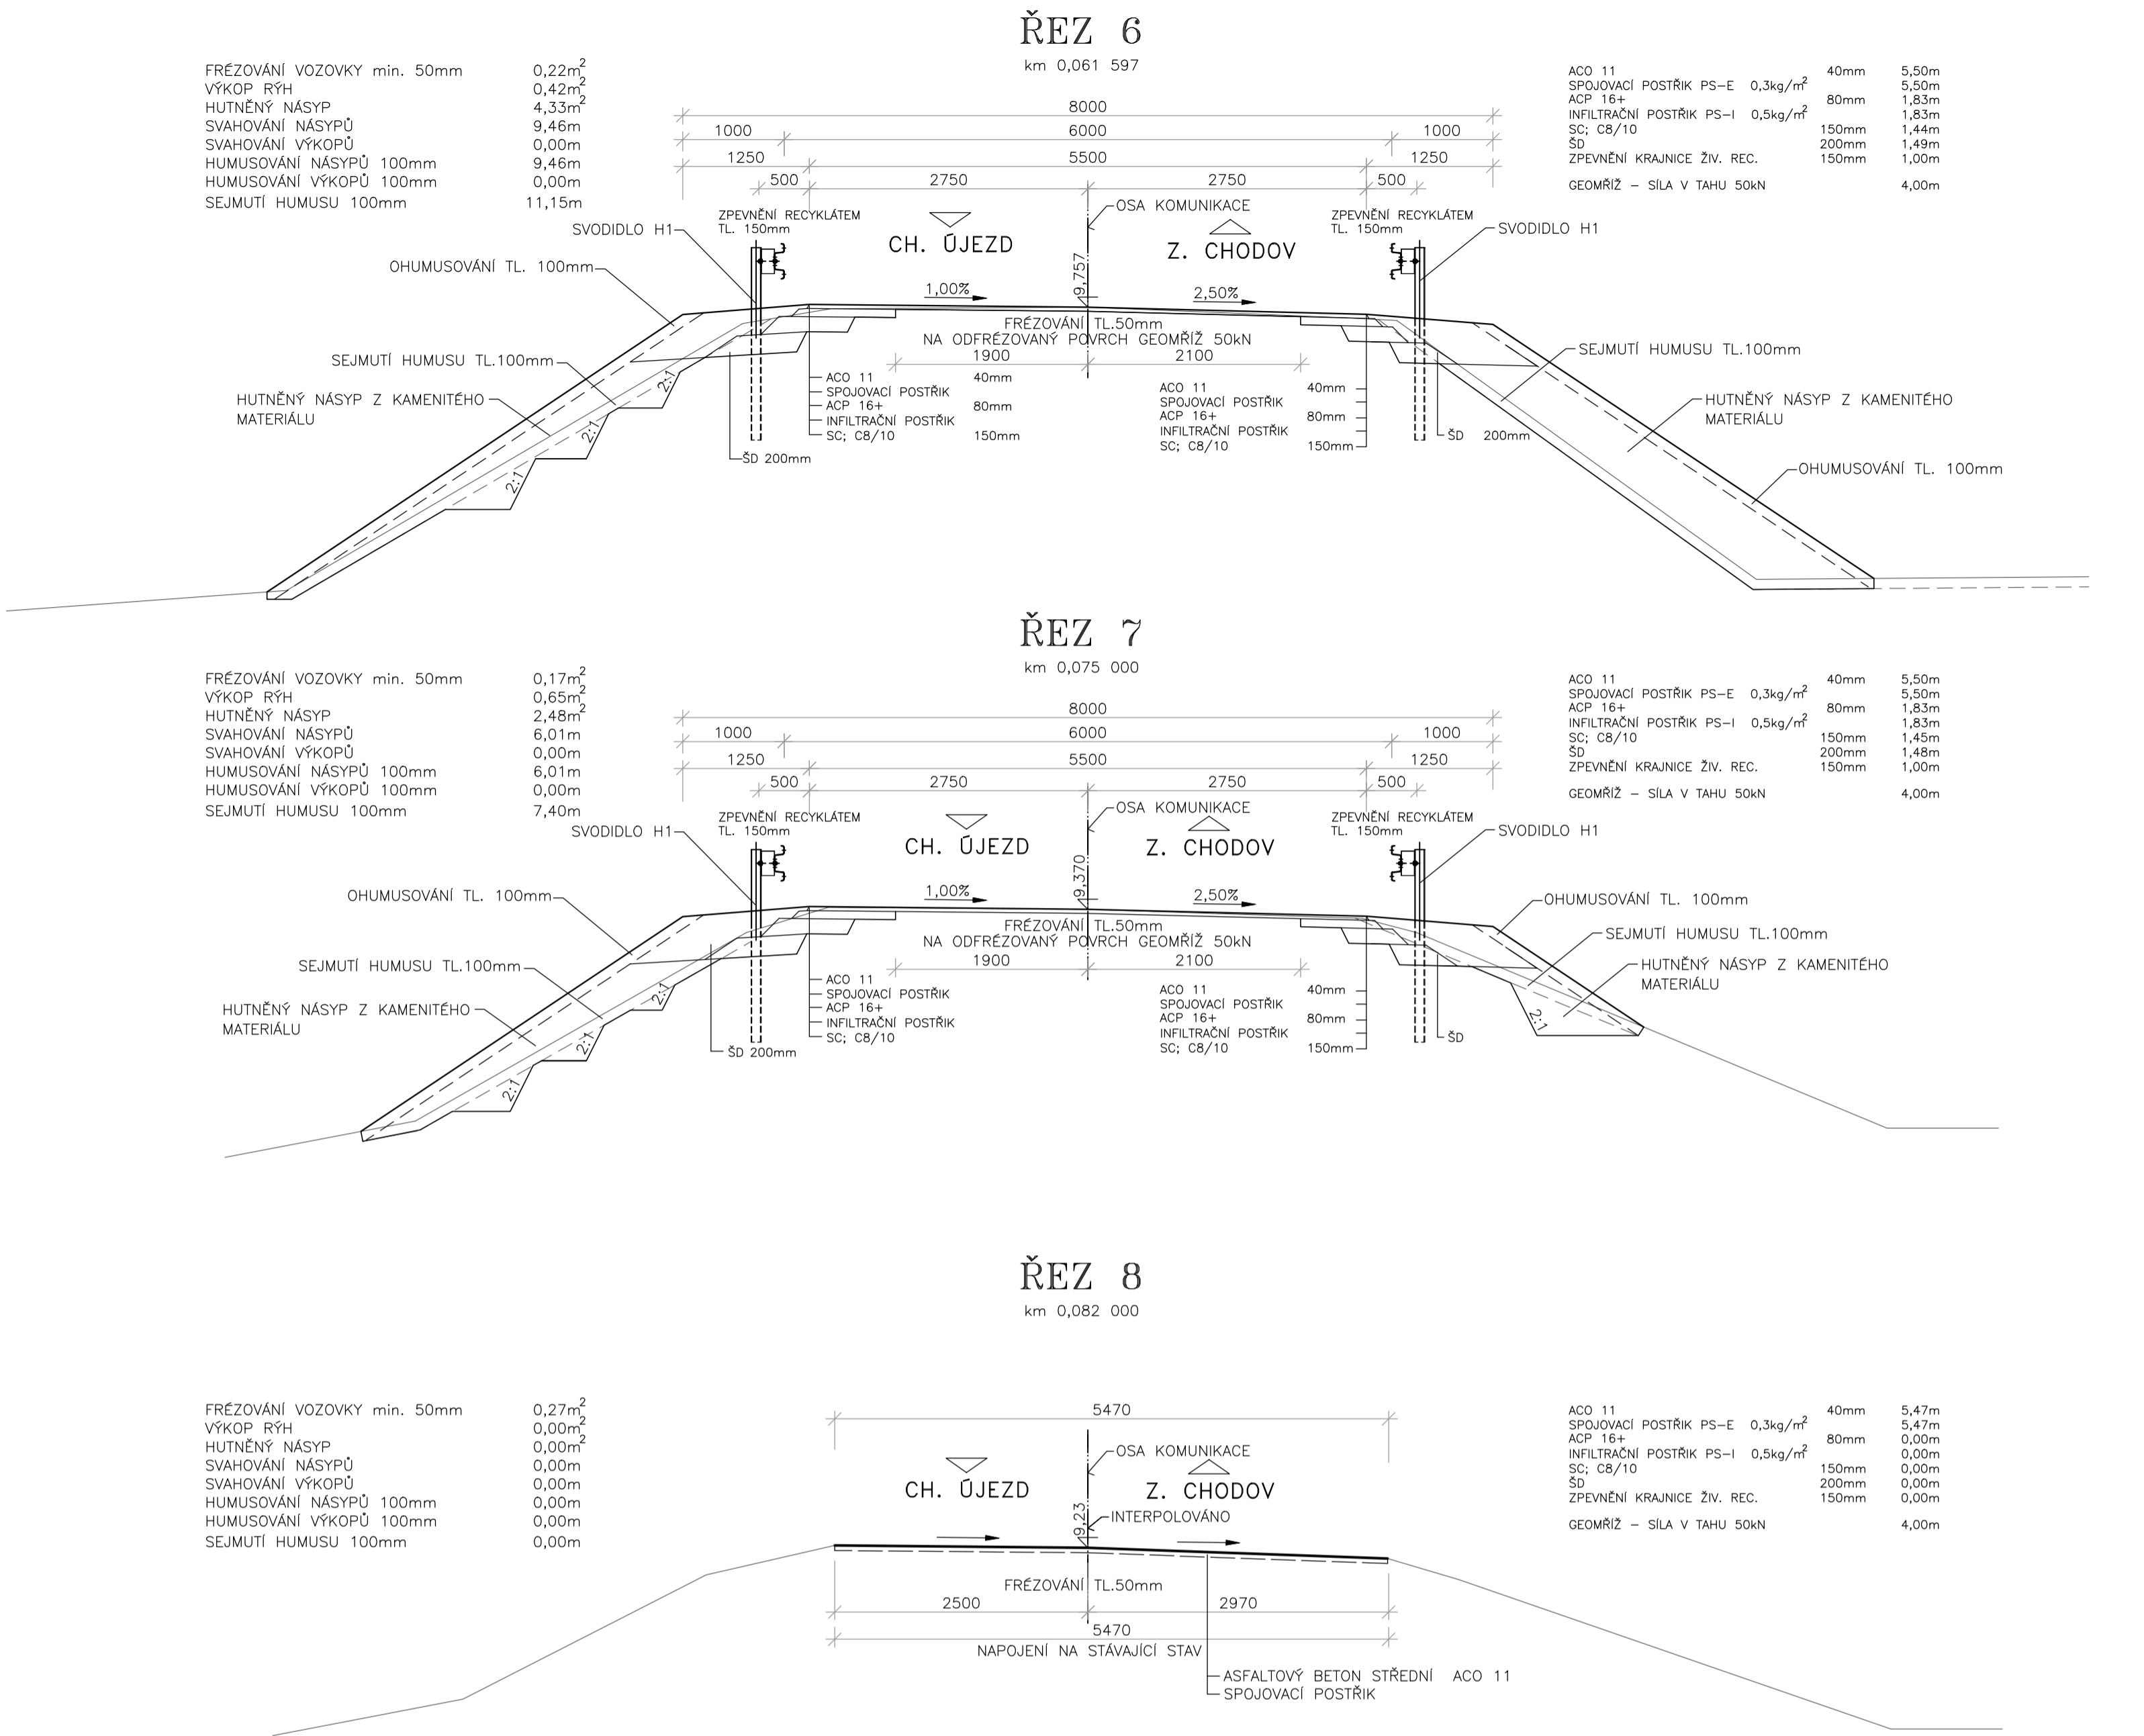 ŘEZ 6
km 0,061 597
FRÉZOVÁNÍ VOZOVKY min. 50mm 0,22m2
VÝKOP RÝH 0,42m2
HUTNĚNÝ NÁSYP 4,33m2
SVAHOVÁNÍ NÁSYPŮ 9,46m
SVAHOVÁNÍ VÝKOPŮ 0,00m
HUMUSOVÁNÍ NÁSYPŮ 100mm 9,46m
HUMUSOVÁNÍ VÝKOPŮ 100mm 0,00m
SEJMUTÍ HUMUSU 100mm 11,15m
ACO 11 40mm 5,50m
SPOJOVACÍ POSTŘIK PS-E 0,3kg/m2 5,50m
ACP 16+ 80mm 1,83m
INFILTRAČNÍ POSTŘIK PS-I 0,5kg/m2 1,83m
SC; C8/10 150mm 1,44m
ŠD 200mm 1,49m
ZPEVNĚNÍ KRAJNICE ŽIV. REC. 150mm 1,00m
GEOMŘÍŽ - SÍLA V TAHU 50kN 4,00m
8000
1000 6000 1000
1250 5500 1250
500 2750 2750 500
ZPEVNĚNÍ RECYKLÁTEM
TL. 150mm
OSA KOMUNIKACE
ZPEVNĚNÍ RECYKLÁTEM
TL. 150mm
SVODIDLO H1
CH. ÚJEZD
Z. CHODOV
SVODIDLO H1
OHUMUSOVÁNÍ TL. 100mm
9,757
1,00%
2,50%
FRÉZOVÁNÍ TL.50mm
NA ODFRÉZOVANÝ POVRCH GEOMŘÍŽ 50kN
1900 2100
SEJMUTÍ HUMUSU TL.100mm
SEJMUTÍ HUMUSU TL.100mm
HUTNĚNÝ NÁSYP Z KAMENITÉHO
MATERIÁLU
2:1
2:1
2:1
ACO 11 40mm
SPOJOVACÍ POSTŘIK
ACP 16+ 80mm
INFILTRAČNÍ POSTŘIK
SC; C8/10 150mm
ŠD 200mm
ACO 11 40mm
SPOJOVACÍ POSTŘIK
ACP 16+ 80mm
INFILTRAČNÍ POSTŘIK
SC; C8/10 150mm
ŠD 200mm
HUTNĚNÝ NÁSYP Z KAMENITÉHO
MATERIÁLU
OHUMUSOVÁNÍ TL. 100mm
ŘEZ 7
km 0,075 000
FRÉZOVÁNÍ VOZOVKY min. 50mm 0,17m2
VÝKOP RÝH 0,65m2
HUTNĚNÝ NÁSYP 2,48m2
SVAHOVÁNÍ NÁSYPŮ 6,01m
SVAHOVÁNÍ VÝKOPŮ 0,00m
HUMUSOVÁNÍ NÁSYPŮ 100mm 6,01m
HUMUSOVÁNÍ VÝKOPŮ 100mm 0,00m
SEJMUTÍ HUMUSU 100mm 7,40m
ACO 11 40mm 5,50m
SPOJOVACÍ POSTŘIK PS-E 0,3kg/m2 5,50m
ACP 16+ 80mm 1,83m
INFILTRAČNÍ POSTŘIK PS-I 0,5kg/m2 1,83m
SC; C8/10 150mm 1,45m
ŠD 200mm 1,48m
ZPEVNĚNÍ KRAJNICE ŽIV. REC. 150mm 1,00m
GEOMŘÍŽ - SÍLA V TAHU 50kN 4,00m
8000
1000 6000 1000
1250 5500 1250
500 2750 2750 500
ZPEVNĚNÍ RECYKLÁTEM
TL. 150mm
OSA KOMUNIKACE
ZPEVNĚNÍ RECYKLÁTEM
TL. 150mm
SVODIDLO H1
CH. ÚJEZD
Z. CHODOV
SVODIDLO H1
OHUMUSOVÁNÍ TL. 100mm
9,370
1,00%
2,50%
OHUMUSOVÁNÍ TL. 100mm
FRÉZOVÁNÍ TL.50mm
NA ODFRÉZOVANÝ POVRCH GEOMŘÍŽ 50kN
1900 2100
SEJMUTÍ HUMUSU TL.100mm
SEJMUTÍ HUMUSU TL.100mm
HUTNĚNÝ NÁSYP Z KAMENITÉHO
MATERIÁLU
HUTNĚNÝ NÁSYP Z KAMENITÉHO
MATERIÁLU
2:1
2:1
2:1
2:1
ACO 11
SPOJOVACÍ POSTŘIK
ACP 16+
INFILTRAČNÍ POSTŘIK
SC; C8/10
ŠD 200mm
ACO 11 40mm
SPOJOVACÍ POSTŘIK
ACP 16+ 80mm
INFILTRAČNÍ POSTŘIK
SC; C8/10 150mm
ŠD
ŘEZ 8
km 0,082 000
FRÉZOVÁNÍ VOZOVKY min. 50mm 0,27m2
VÝKOP RÝH 0,00m2
HUTNĚNÝ NÁSYP 0,00m2
SVAHOVÁNÍ NÁSYPŮ 0,00m
SVAHOVÁNÍ VÝKOPŮ 0,00m
HUMUSOVÁNÍ NÁSYPŮ 100mm 0,00m
HUMUSOVÁNÍ VÝKOPŮ 100mm 0,00m
SEJMUTÍ HUMUSU 100mm 0,00m
ACO 11 40mm 5,47m
SPOJOVACÍ POSTŘIK PS-E 0,3kg/m2 5,47m
ACP 16+ 80mm 0,00m
INFILTRAČNÍ POSTŘIK PS-I 0,5kg/m2 0,00m
SC; C8/10 150mm 0,00m
ŠD 200mm 0,00m
ZPEVNĚNÍ KRAJNICE ŽIV. REC. 150mm 0,00m
GEOMŘÍŽ - SÍLA V TAHU 50kN 4,00m
5470
OSA KOMUNIKACE
CH. ÚJEZD
Z. CHODOV
9,23
INTERPOLOVÁNO
FRÉZOVÁNÍ TL.50mm
2500 2970
5470
NAPOJENÍ NA STÁVAJÍCÍ STAV
ASFALTOVÝ BETON STŘEDNÍ ACO 11
SPOJOVACÍ POSTŘIK